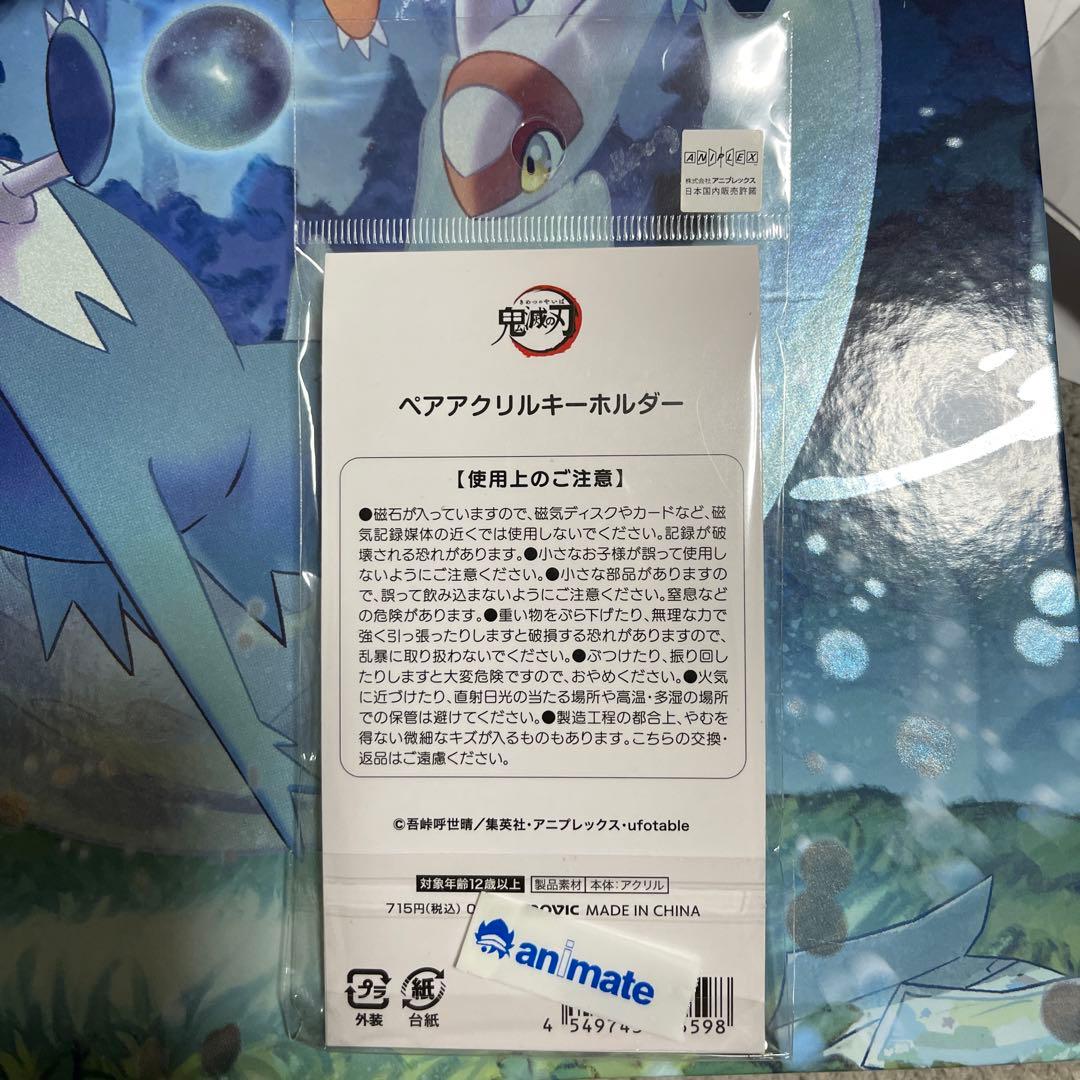 ANIPLEX
株式会社アニプレックス
日本国内販売許諾
きめつのやいば
鬼滅の刃
ペアアクリルキーホルダー
【使用上のご注意】
●磁石が入っていますので、磁気ディスクやカードなど、磁
気記録媒体の近くでは使用しないでください。記録が破
壊される恐れがあります。●小さなお子様が誤って使用し
ないようにご注意ください。●小さな部品がありますの
で、誤って飲み込まないようにご注意ください。窒息など
の危険があります。●重い物をぶら下げたり、無理な力で
強く引っ張ったりしますと破損する恐れがありますので、
乱暴に取り扱わないでください。●ぶつけたり、振り回し
たりしますと大変危険ですので、おやめください。●火気
に近づけたり、直射日光の当たる場所や高温・多湿の場所
での保管は避けてください。●製造工程の都合上、やむを
得ない微細なキズが入るものもあります。こちらの交換・
返品はご遠慮ください。
©吾峠呼世晴／集英社・アニプレックス・ufotable
対象年齢12歳以上 製品素材 本体：アクリル
715円(税込) MADE IN CHINA
animate
プラ 紙
外装 台紙
4 549743 6598